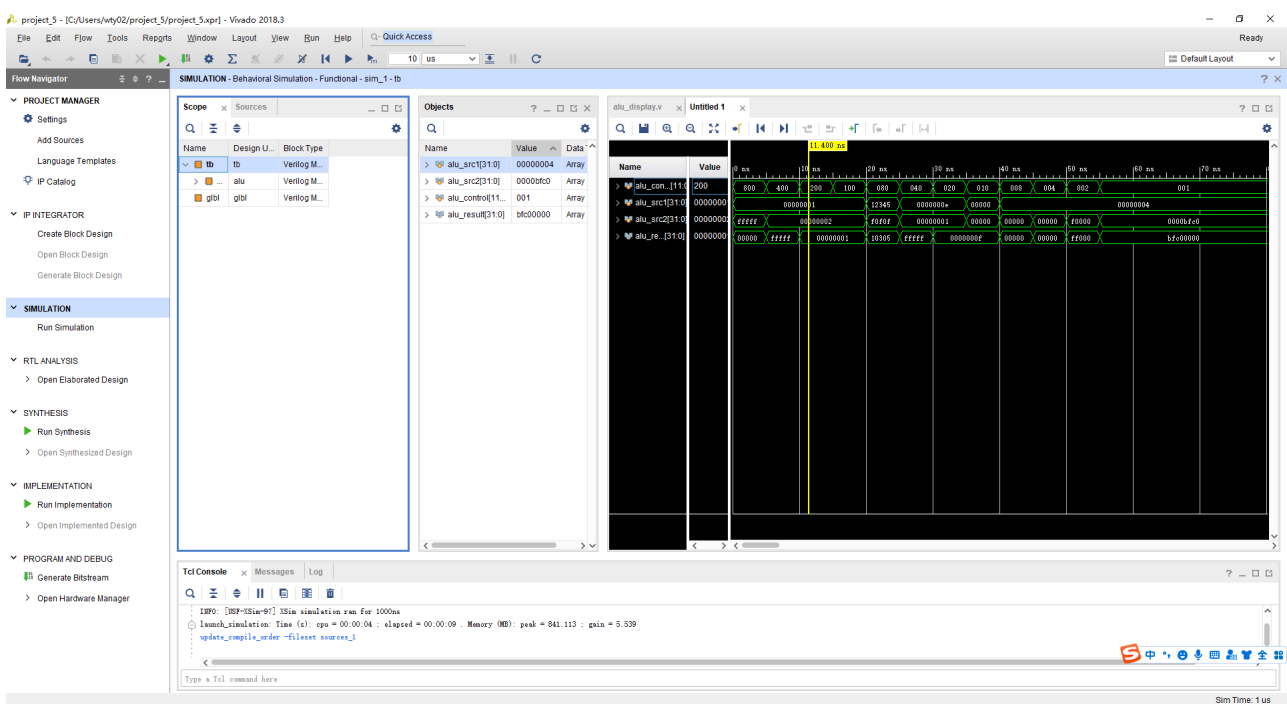 project_5 - [C:/Users/wty02/project_5/project_5.xpr] - Vivado 2018.3
File Edit Flow Tools Reports Window Layout View Run Help Quick Access
Ready
10 us
Default Layout
Flow Navigator
SIMULATION - Behavioral Simulation - Functional - sim_1 - tb
PROJECT MANAGER
Settings
Add Sources
Language Templates
IP Catalog
IP INTEGRATOR
Create Block Design
Open Block Design
Generate Block Design
SIMULATION
Run Simulation
RTL ANALYSIS
Open Elaborated Design
SYNTHESIS
Run Synthesis
Open Synthesized Design
IMPLEMENTATION
Run Implementation
Open Implemented Design
PROGRAM AND DEBUG
Generate Bitstream
Open Hardware Manager
Scope Sources
Name Design U... Block Type
tb tb Verilog M...
... alu Verilog M...
glbl glbl Verilog M...
Objects
Name Value Data
alu_src1[31:0] 00000004 Array
alu_src2[31:0] 0000bfc0 Array
alu_control[11... 001 Array
alu_result[31:0] bfc00000 Array
alu_display.v Untitled 1
11.400 ns
Name Value
0 ns 10 ns 20 ns 30 ns 40 ns 50 ns 60 ns 70 ns
alu_con...[11:0] 200 800 400 200 100 080 040 020 010 008 004 002 001
alu_src1[31:0] 0000000 00000001 12345 0000000e 00000 00000004
alu_src2[31:0] 0000000 fffff 00000002 f0f0f 00000001 00000 00000 00000 f0000 0000bfc0
alu_re...[31:0] 0000000 00000 fffff 00000001 10305 fffff 0000000f 00000 00000 ff000 bfc00000
Tcl Console Messages Log
INFO: [USF-XSim-97] XSim simulation ran for 1000ns
launch_simulation: Time (s): cpu = 00:00:04 ; elapsed = 00:00:09 . Memory (MB): peak = 841.113 ; gain = 5.539
update_compile_order -fileset sources_1
Type a Tcl command here
中
全
Sim Time: 1 us